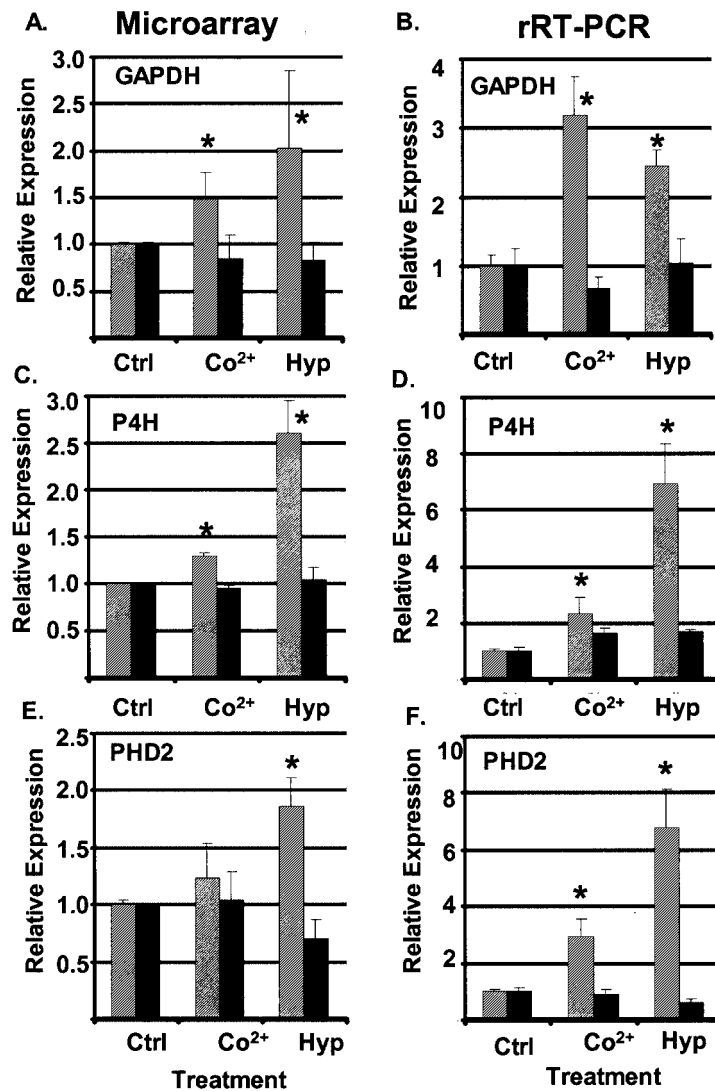 A. Microarray
GAPDH
Relative Expression
3.0
2.5
2.0
1.5
1.0
0.5
*
*
Ctrl Co²⁺ Hyp
B. rRT-PCR
GAPDH
Relative Expression
4
3
2
1
*
*
Ctrl Co²⁺ Hyp
C.
P4H
Relative Expression
3.0
2.5
2.0
1.5
1.0
0.5
*
*
Ctrl Co²⁺ Hyp
D.
P4H
Relative Expression
10
8
6
4
2
*
*
Ctrl Co²⁺ Hyp
E.
PHD2
Relative Expression
2.5
2.0
1.5
1.0
0.5
*
Ctrl Co²⁺ Hyp
Treatment
F.
PHD2
Relative Expression
10
8
6
4
2
*
*
Ctrl Co²⁺ Hyp
Treatment